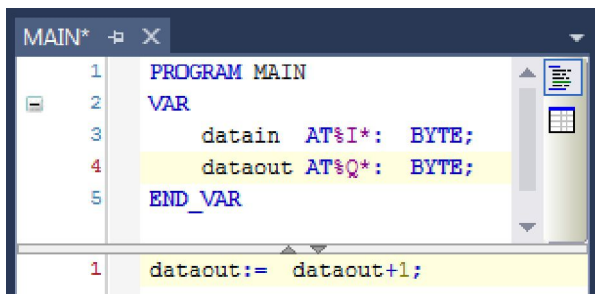 MAIN*
1 PROGRAM MAIN
2 VAR
3 datain AT%I*: BYTE;
4 dataout AT%Q*: BYTE;
5 END_VAR
1 dataout:= dataout+1;